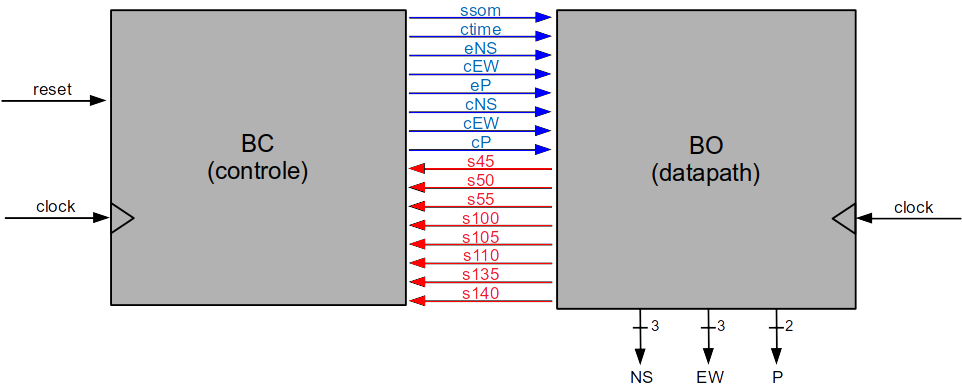 ssom
ctime
eNS
cEW
eP
cNS
cEW
cP
s45
s50
s55
s100
s105
s110
s135
s140
reset
clock
BC
(controle)
BO
(datapath)
clock
3
3
2
NS
EW
P